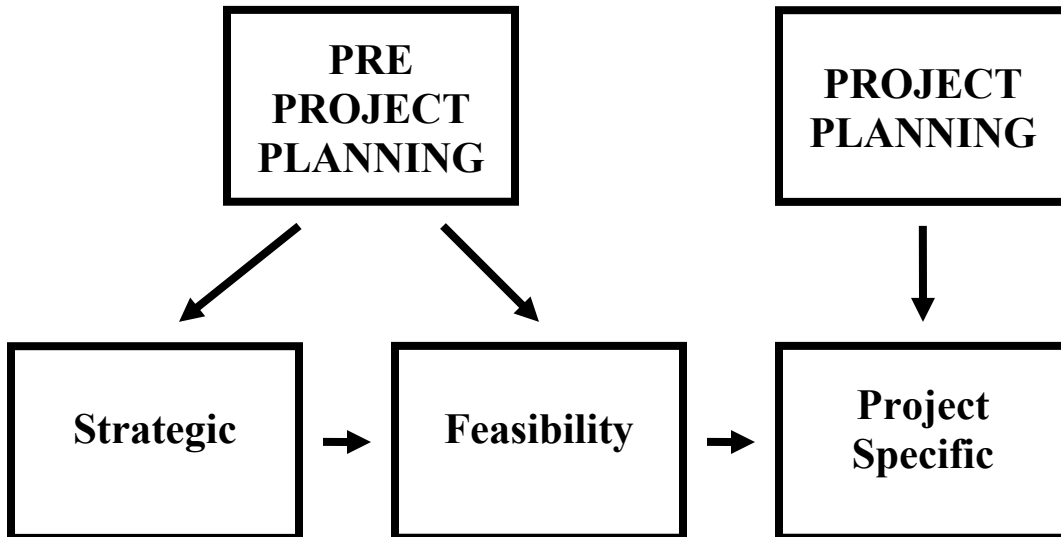 PRE
PROJECT
PLANNING
PROJECT
PLANNING
Strategic
Feasibility
Project
Specific